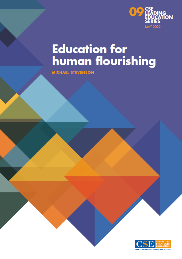 09 CSE
LEADING
EDUCATION
SERIES
Education for
human flourishing
MICHAEL STEVENSON
CSE